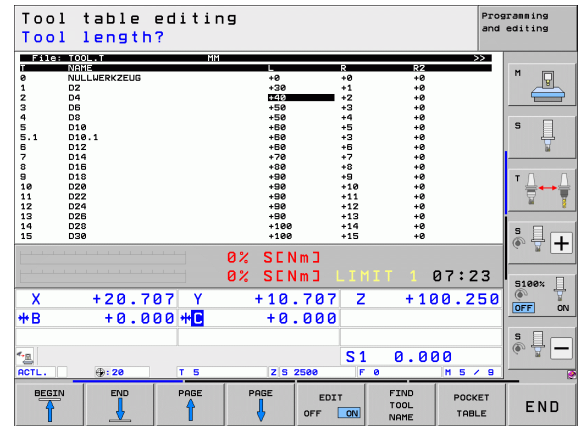 Tool table editing
Tool length?
Programming
and editing
File: TOOL.T MM >>
T NAME L R R2
0 NULLWERKZEUG +0 +0 +0
1 D2 +30 +1 +0
2 D4 +40 +2 +0
3 D6 +50 +3 +0
4 D8 +50 +4 +0
5 D10 +60 +5 +0
5.1 D10.1 +60 +3 +0
6 D12 +60 +6 +0
7 D14 +70 +7 +0
8 D16 +80 +8 +0
9 D18 +90 +9 +0
10 D20 +90 +10 +0
11 D22 +90 +11 +0
12 D24 +90 +12 +0
13 D26 +90 +13 +0
14 D28 +100 +14 +0
15 D30 +100 +15 +0
0% S[Nm]
0% S[Nm] LIMIT 1 07:23
X +20.707 Y +10.707 Z +100.250
B +0.000 C +0.000
S1 0.000
ACTL. : 20 T 5 Z S 2500 F 0 M 5 / 9
M
S
T
S
S100%
OFF ON
S
BEGIN
END
PAGE
PAGE
EDIT
OFF ON
FIND
TOOL
NAME
POCKET
TABLE
END